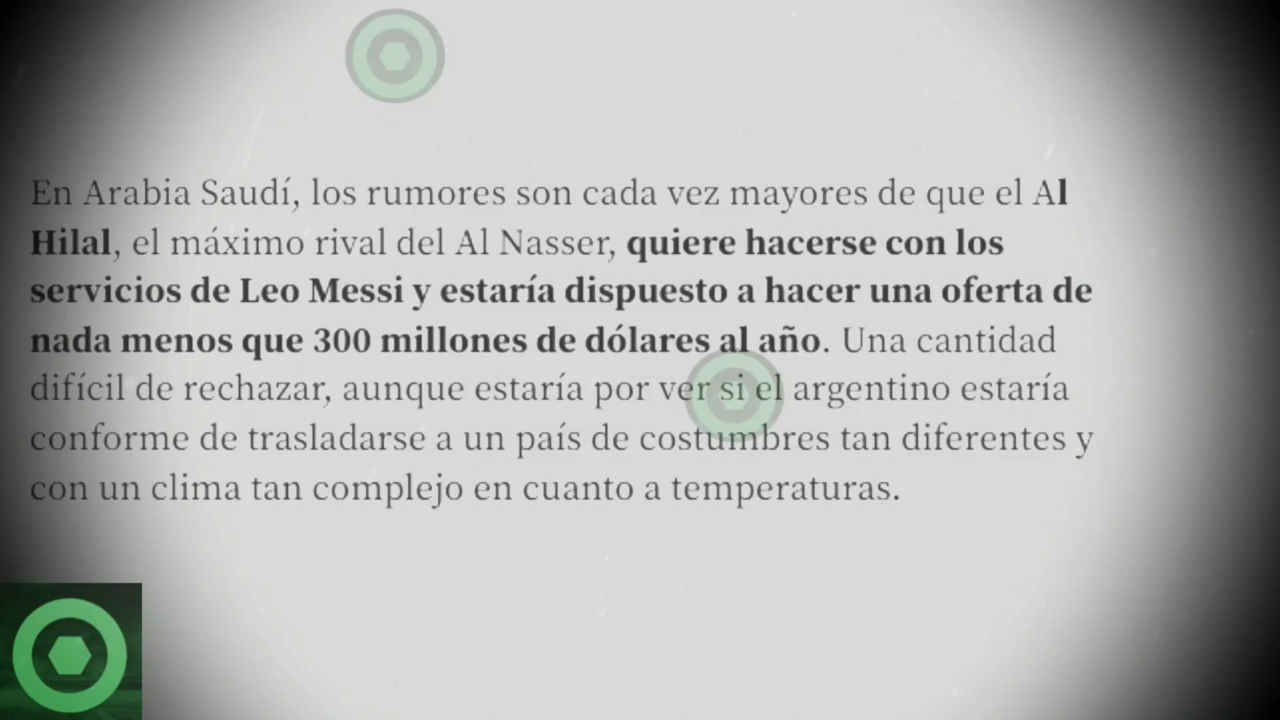 En Arabia Saudí, los rumores son cada vez mayores de que el Al
Hilal, el máximo rival del Al Nasser, quiere hacerse con los
servicios de Leo Messi y estaría dispuesto a hacer una oferta de
nada menos que 300 millones de dólares al año. Una cantidad
difícil de rechazar, aunque estaría por ver si el argentino estaría
conforme de trasladarse a un país de costumbres tan diferentes y
con un clima tan complejo en cuanto a temperaturas.